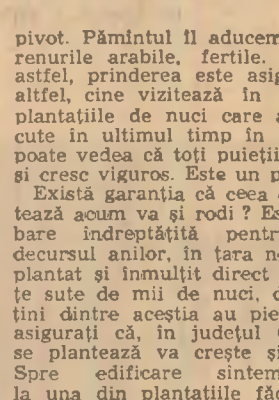 pivot. Pămîntul îl aducem
renurile arabile, fertile.
astfel, prinderea este asig
altfel, cine vizitează în
plantațiile de nuci care a
cute în ultimul timp în
poate vedea că toți puieții
și cresc viguros. Este un p
Există garanția că ceea
tează acum va și rodi ? Es
bare îndreptățită pentr
decursul anilor, în țara n
plantat și înmulțit direct
te sute de mii de nuci, c
țini dintre aceștia au pie
asigurați că, în județul
se plantează va crește și
Spre edificare sîntem
la una din plantațiile făc